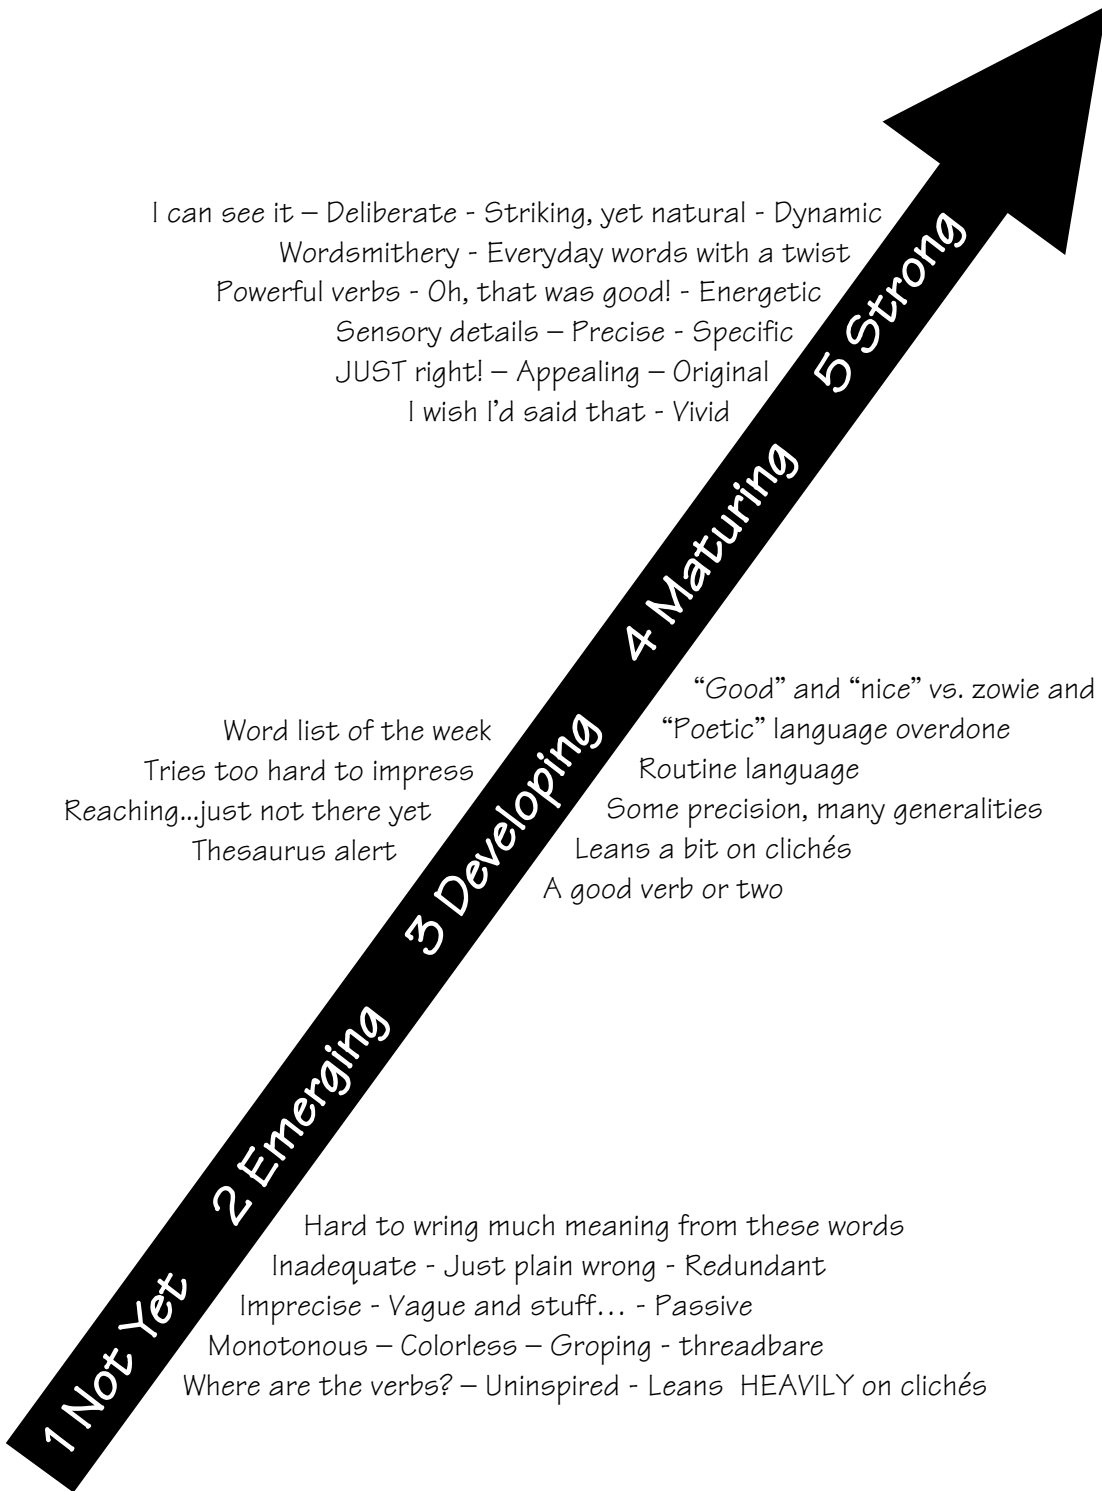 I can see it – Deliberate - Striking, yet natural - Dynamic
Wordsmithery - Everyday words with a twist
Powerful verbs - Oh, that was good! - Energetic
Sensory details – Precise - Specific
JUST right! – Appealing – Original
I wish I’d said that - Vivid
5 Strong
4 Maturing
“Good” and “nice” vs. zowie and
“Poetic” language overdone
Routine language
Some precision, many generalities
Leans a bit on clichés
A good verb or two
Word list of the week
Tries too hard to impress
Reaching...just not there yet
Thesaurus alert
3 Developing
2 Emerging
Hard to wring much meaning from these words
Inadequate - Just plain wrong - Redundant
Imprecise - Vague and stuff... - Passive
Monotonous – Colorless – Groping - threadbare
Where are the verbs? – Uninspired - Leans HEAVILY on clichés
1 Not Yet